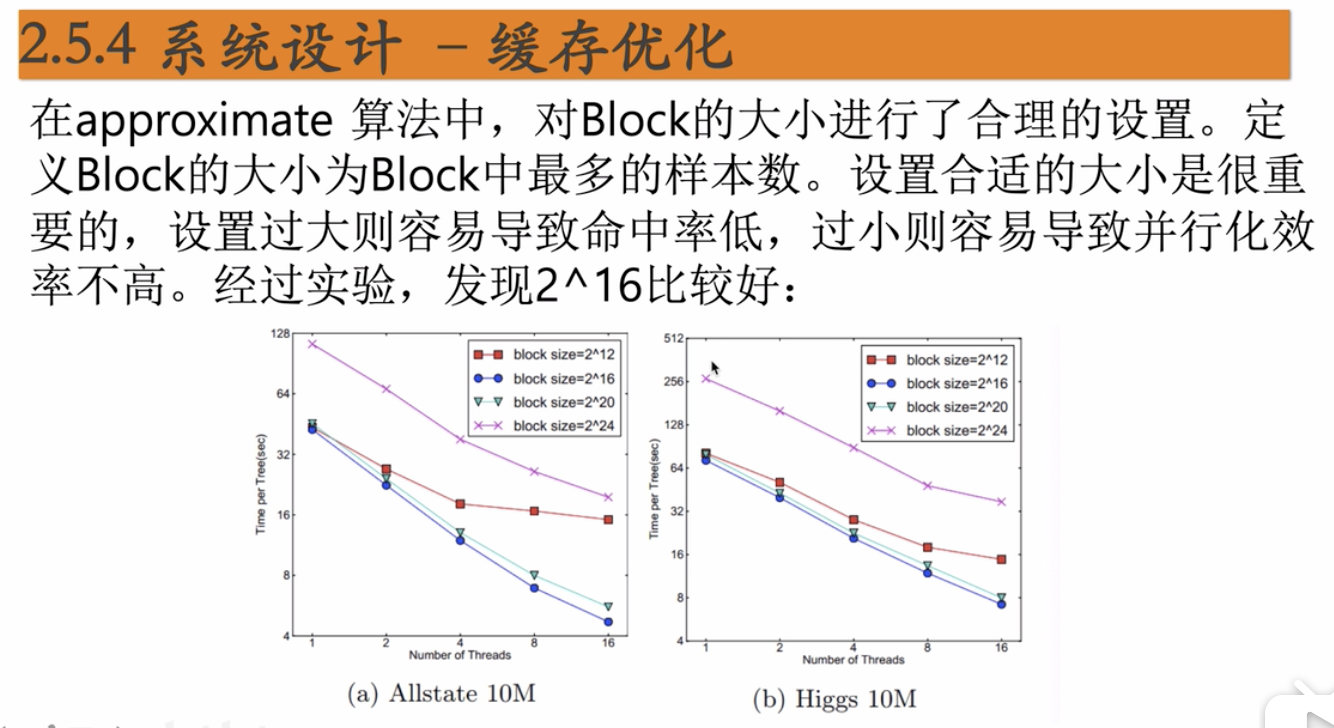 2.5.4 系统设计 – 缓存优化
在approximate 算法中，对Block的大小进行了合理的设置。定
义Block的大小为Block中最多的样本数。设置合适的大小是很重
要的，设置过大则容易导致命中率低，过小则容易导致并行化效
率不高。经过实验，发现2^16比较好：
128
64
32
16
8
4
Time per Tree(sec)
block size=2^12
block size=2^16
block size=2^20
block size=2^24
1 2 4 8 16
Number of Threads
(a) Allstate 10M
512
256
128
64
32
16
8
4
Time per Tree(sec)
block size=2^12
block size=2^16
block size=2^20
block size=2^24
1 2 4 8 16
Number of Threads
(b) Higgs 10M